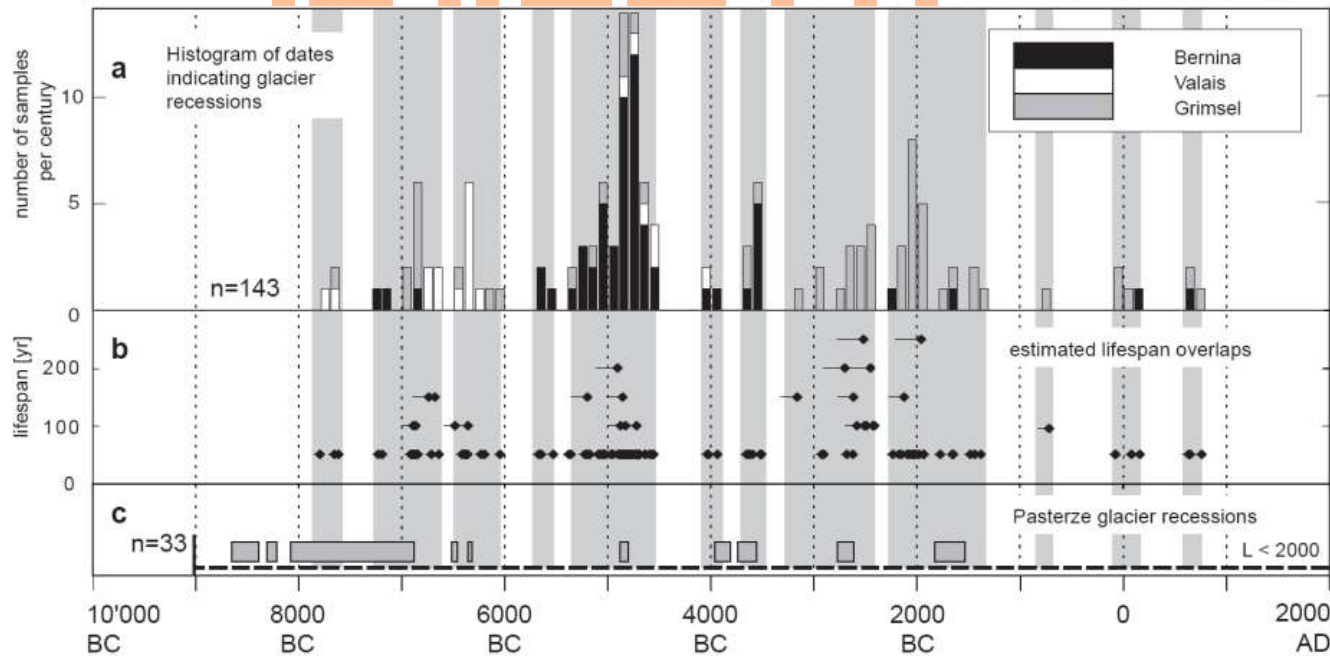 a
Histogram of dates
indicating glacier
recessions
Bernina
Valais
Grimsel
number of samples
per century
10
5
0
n=143
b
estimated lifespan overlaps
lifespan [yr]
200
100
0
c
Pasterze glacier recessions
n=33
L < 2000
10'000 8000 6000 4000 2000 0 2000
BC BC BC BC BC AD